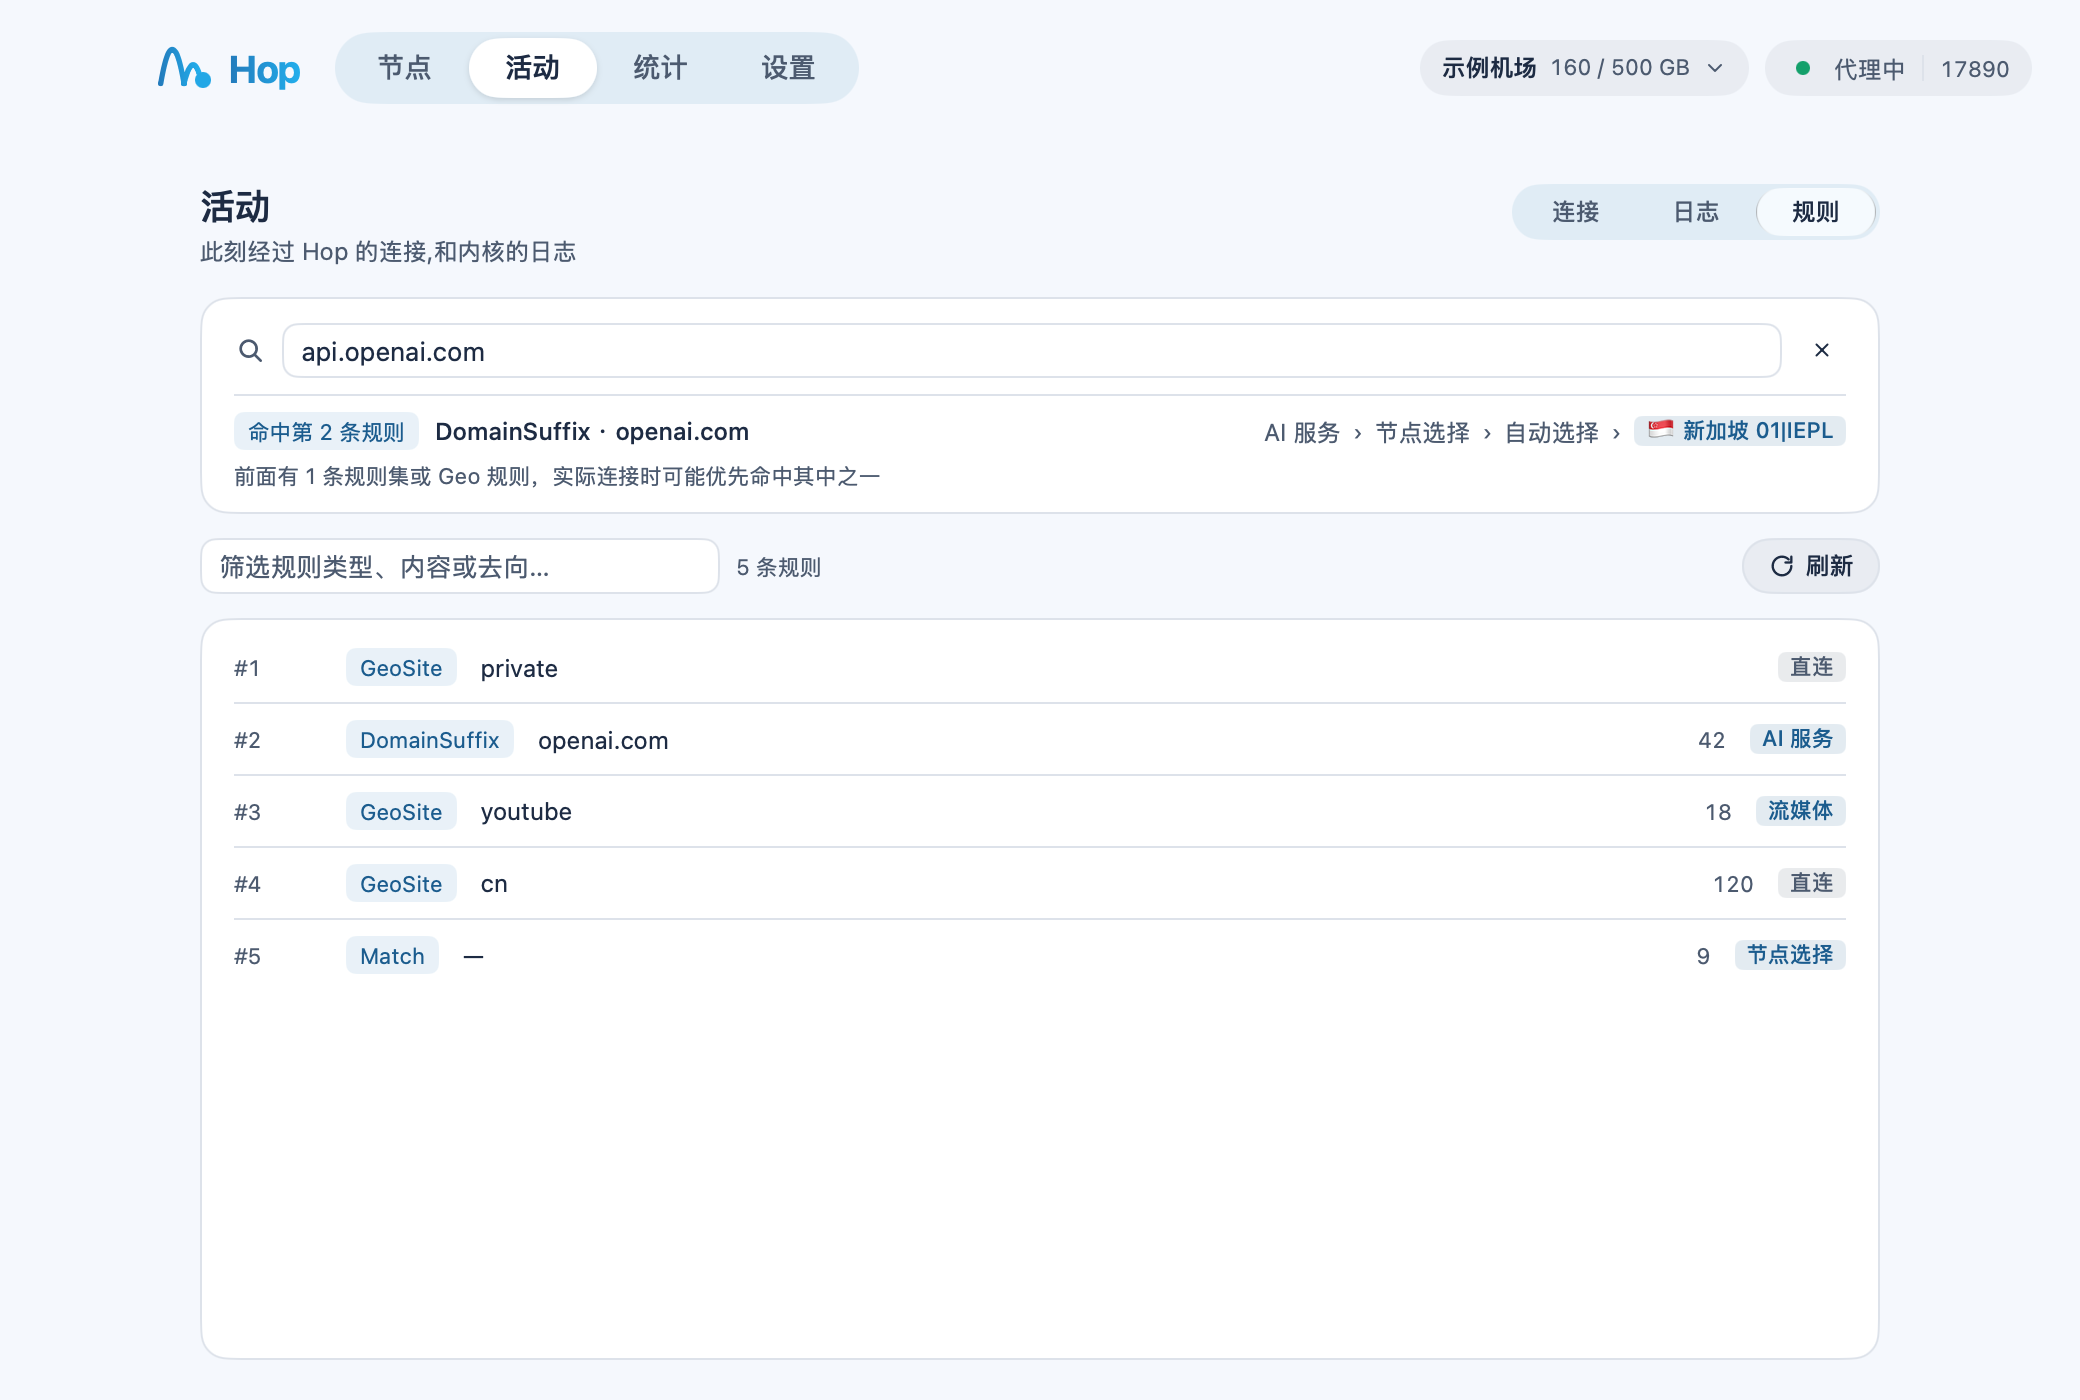 Hop 节点 活动 统计 设置 示例机场 160 / 500 GB 代理中 17890
活动 连接 日志 规则
此刻经过 Hop 的连接,和内核的日志
api.openai.com ×
命中第 2 条规则 DomainSuffix · openai.com AI 服务 › 节点选择 › 自动选择 › 🇸🇬 新加坡 01|IEPL
前面有 1 条规则集或 Geo 规则，实际连接时可能优先命中其中之一
筛选规则类型、内容或去向... 5 条规则 刷新
#1 GeoSite private 直连
#2 DomainSuffix openai.com 42 AI 服务
#3 GeoSite youtube 18 流媒体
#4 GeoSite cn 120 直连
#5 Match — 9 节点选择